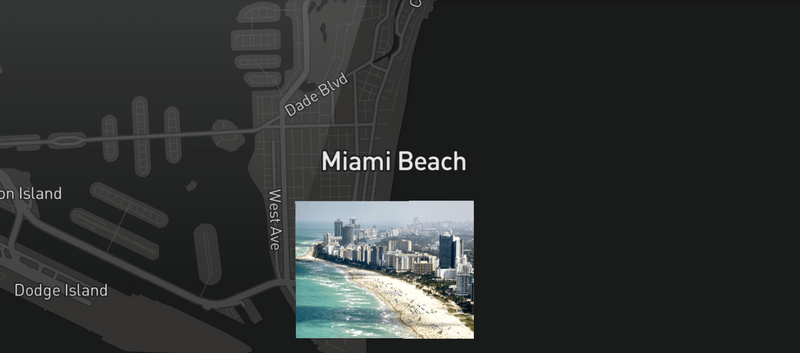 Dade Blvd
Miami Beach
on Island
West Ave
Dodge Island